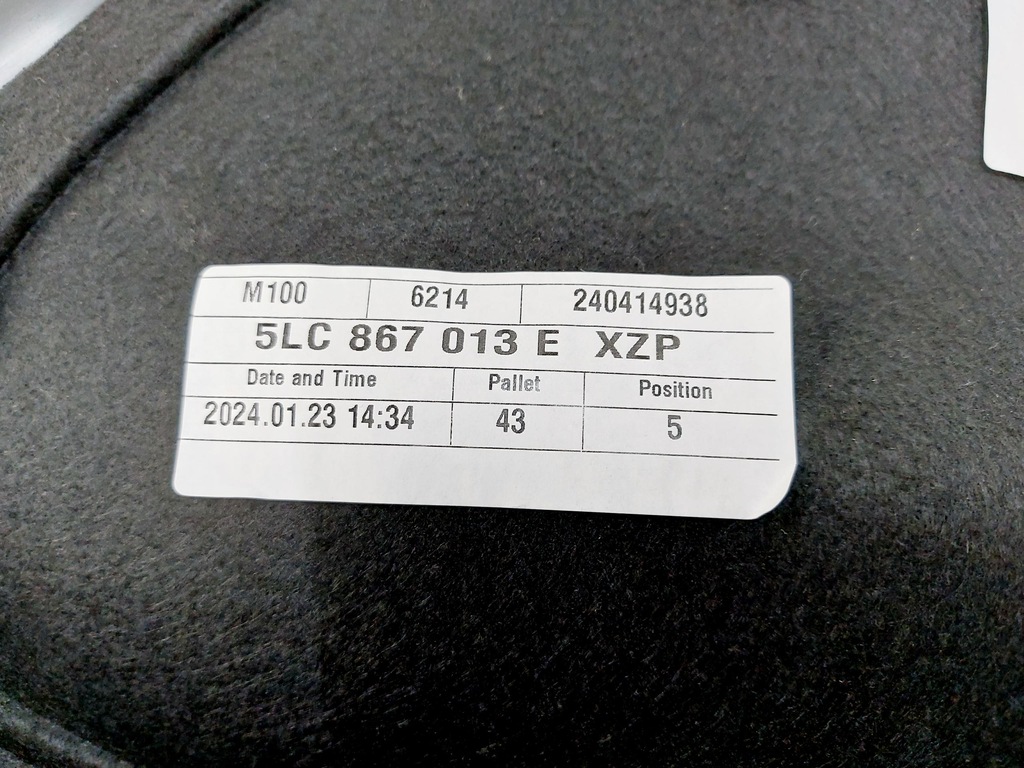 M100 6214 240414938
5LC 867 013 E XZP
Date and Time Pallet Position
2024.01.23 14:34 43 5